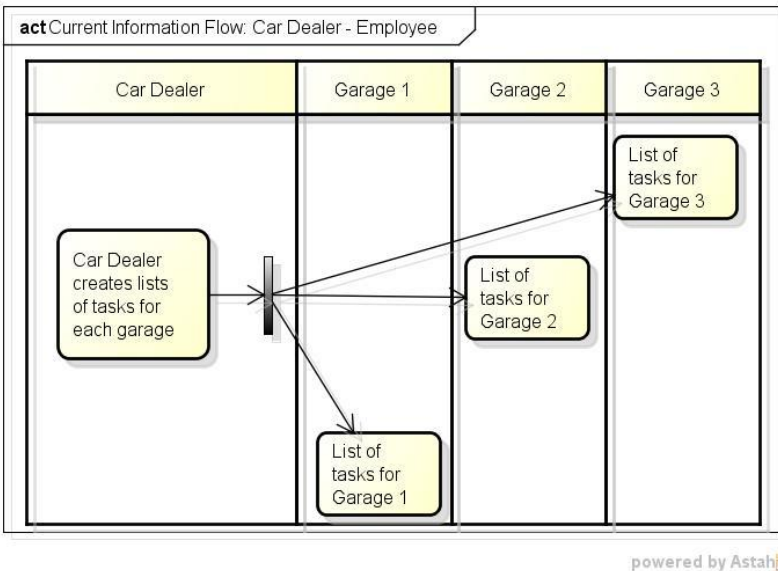 act Current Information Flow: Car Dealer - Employee
Car Dealer
Garage 1
Garage 2
Garage 3
List of
tasks for
Garage 3
Car Dealer
creates lists
of tasks for
each garage
List of
tasks for
Garage 2
List of
tasks for
Garage 1
powered by Astah